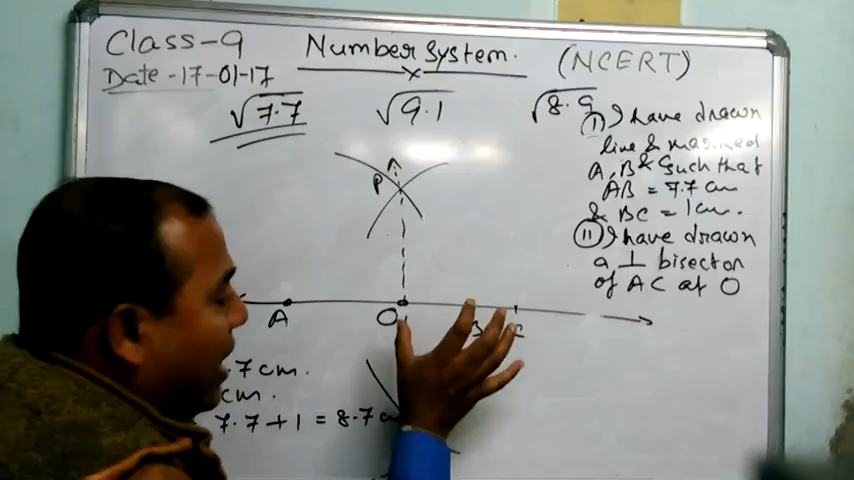 Class-9
Number System.
(NCERT)
Date-17-01-17
√7.7
√9.1
√8.9
(I) I have drawn
line & marked
A, B & C such that
AB = 7.7 cm
& BC = 1 cm.
(II) I have drawn
a ⊥ bisector
of AC at O
P
A
O
B
C
.7 cm.
cm.
7.7 + 1 = 8.7 c